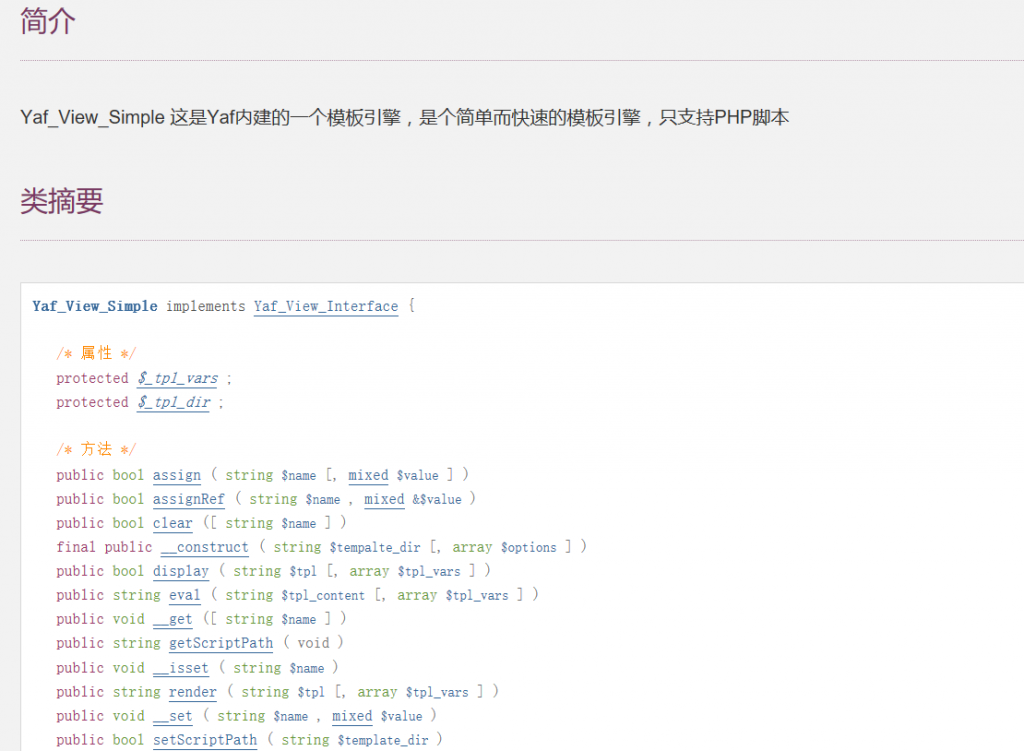 简介
Yaf_View_Simple 这是Yaf内建的一个模板引擎，是个简单而快速的模板引擎，只支持PHP脚本
类摘要
Yaf_View_Simple implements Yaf_View_Interface {
/* 属性 */
protected $_tpl_vars ;
protected $_tpl_dir ;
/* 方法 */
public bool assign ( string $name [, mixed $value ] )
public bool assignRef ( string $name , mixed &$value )
public bool clear ([ string $name ] )
final public __construct ( string $tempalte_dir [, array $options ] )
public bool display ( string $tpl [, array $tpl_vars ] )
public string eval ( string $tpl_content [, array $tpl_vars ] )
public void __get ([ string $name ] )
public string getScriptPath ( void )
public void __isset ( string $name )
public string render ( string $tpl [, array $tpl_vars ] )
public void __set ( string $name , mixed $value )
public bool setScriptPath ( string $template_dir )